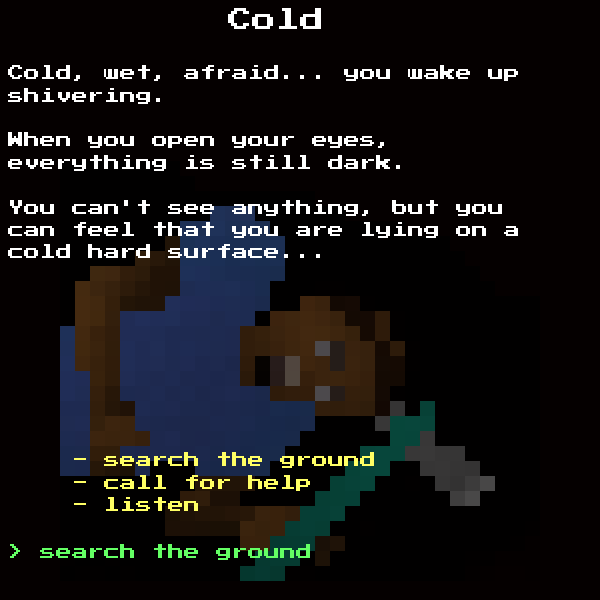 Cold
Cold, wet, afraid... you wake up
shivering.
When you open your eyes,
everything is still dark.
You can't see anything, but you
can feel that you are lying on a
cold hard surface...
- search the ground
- call for help
- listen
> search the ground